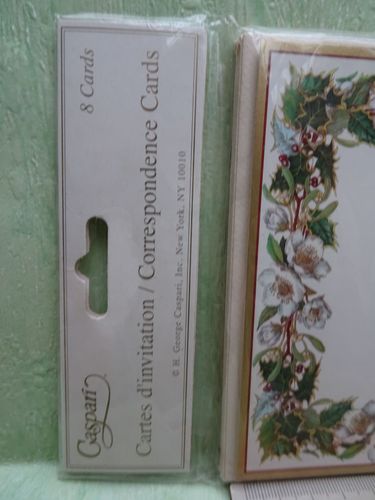 8 Cards
Cartes d'invitation / Correspondence Cards
© H. George Caspari, Inc. New York, NY 10010
Caspari